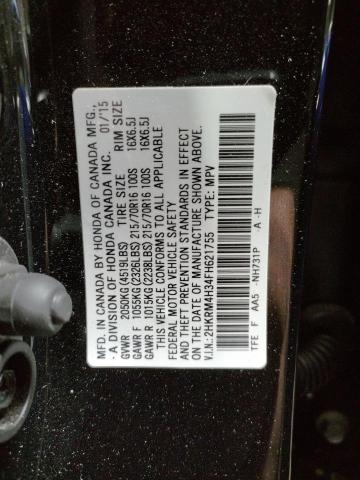 MFD. IN CANADA BY HONDA OF CANADA MFG.,
- A DIVISION OF HONDA CANADA INC. 01/15
TIRE SIZE RIM SIZE
GVWR 2050KG(4519LBS)
GAWR F 1055KG(2326LBS) 215/70R16 100S 16X6.5J
GAWR R 1015KG(2238LBS) 215/70R16 100S 16X6.5J
THIS VEHICLE CONFORMS TO ALL APPLICABLE
FEDERAL MOTOR VEHICLE SAFETY
AND THEFT PREVENTION STANDARDS IN EFFECT
ON THE DATE OF MANUFACTURE SHOWN ABOVE.
V.I.N.: 2HKRM4H34FH621755 TYPE: MPV
TFE F AA5 -NH731P -A -H